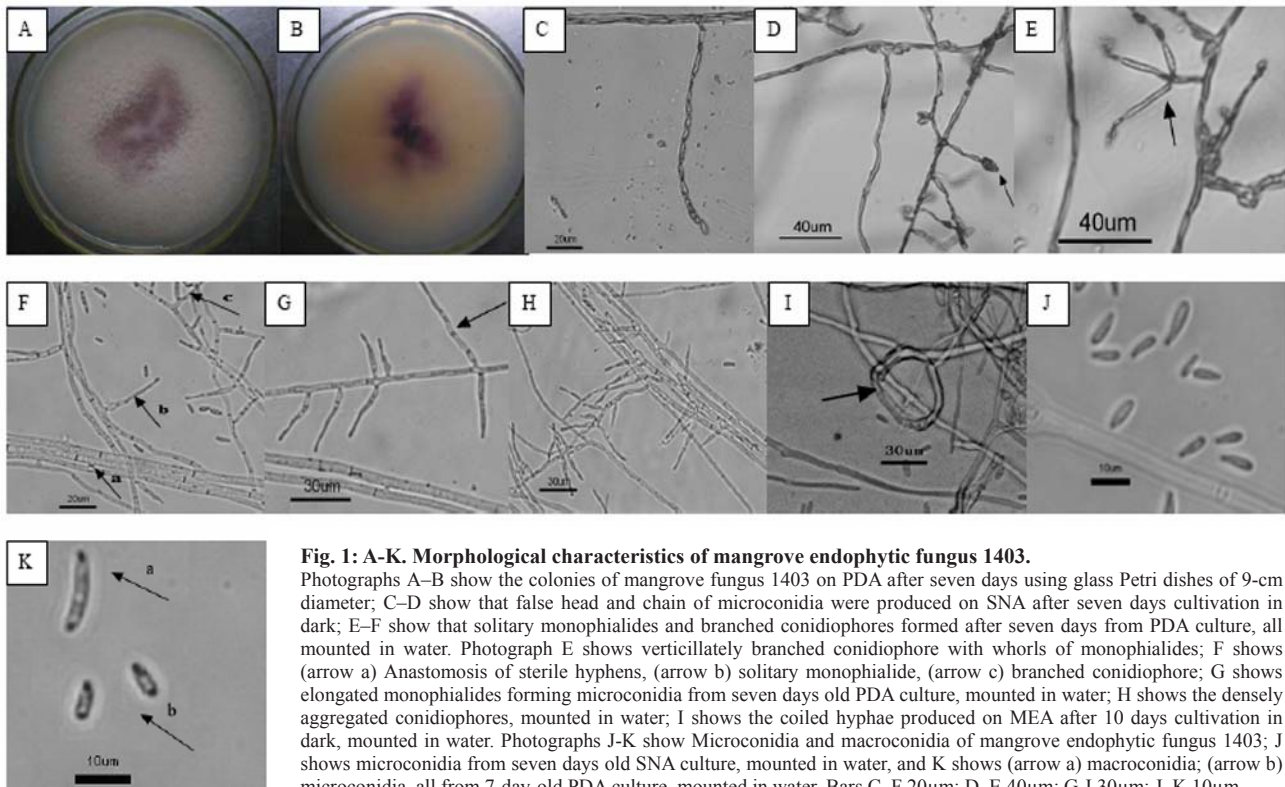 A B C D E
20um 40um 40um
F G H I J
c
b
a
20um 30um 30um 30um 10um
K
a
b
10um
Fig. 1: A-K. Morphological characteristics of mangrove endophytic fungus 1403.
Photographs A–B show the colonies of mangrove fungus 1403 on PDA after seven days using glass Petri dishes of 9-cm
diameter; C–D show that false head and chain of microconidia were produced on SNA after seven days cultivation in
dark; E–F show that solitary monophialides and branched conidiophores formed after seven days from PDA culture, all
mounted in water. Photograph E shows verticillately branched conidiophore with whorls of monophialides; F shows
(arrow a) Anastomosis of sterile hyphens, (arrow b) solitary monophialide, (arrow c) branched conidiophore; G shows
elongated monophialides forming microconidia from seven days old PDA culture, mounted in water; H shows the densely
aggregated conidiophores, mounted in water; I shows the coiled hyphae produced on MEA after 10 days cultivation in
dark, mounted in water. Photographs J-K show Microconidia and macroconidia of mangrove endophytic fungus 1403; J
shows microconidia from seven days old SNA culture, mounted in water, and K shows (arrow a) macroconidia; (arrow b)
microconidia, all from 7-day-old PDA culture, mounted in water. Bars C, F 20µm; D, E 40µm; G-I 30µm; J, K 10µm